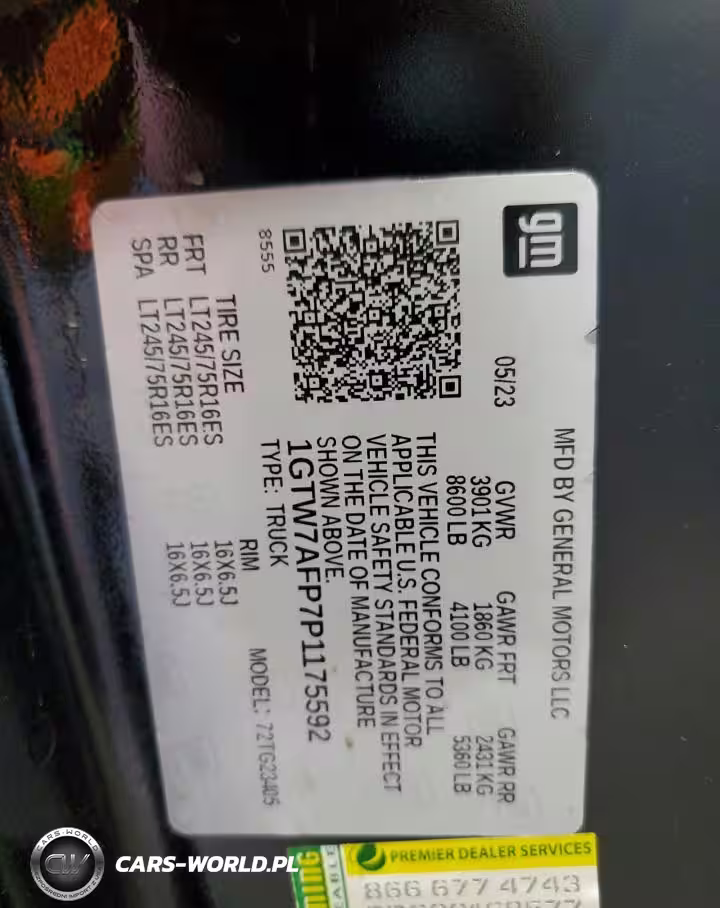 gm
MFD BY GENERAL MOTORS LLC
05/23 GVWR GAWR FRT GAWR RR
3901 KG 1860 KG 2431 KG
8600 LB 4100 LB 5360 LB
THIS VEHICLE CONFORMS TO ALL
APPLICABLE U.S. FEDERAL MOTOR
VEHICLE SAFETY STANDARDS IN EFFECT
ON THE DATE OF MANUFACTURE
SHOWN ABOVE.
1GTW7AFP7P1175592
TYPE: TRUCK
8555
MODEL: 72TG23405
TIRE SIZE RIM
FRT LT245/75R16ES 16X6.5J
RR LT245/75R16ES 16X6.5J
SPA LT245/75R16ES 16X6.5J
PREMIER DEALER SERVICES
866 677 4743
CARS-WORLD
CARS-WORLD.PL